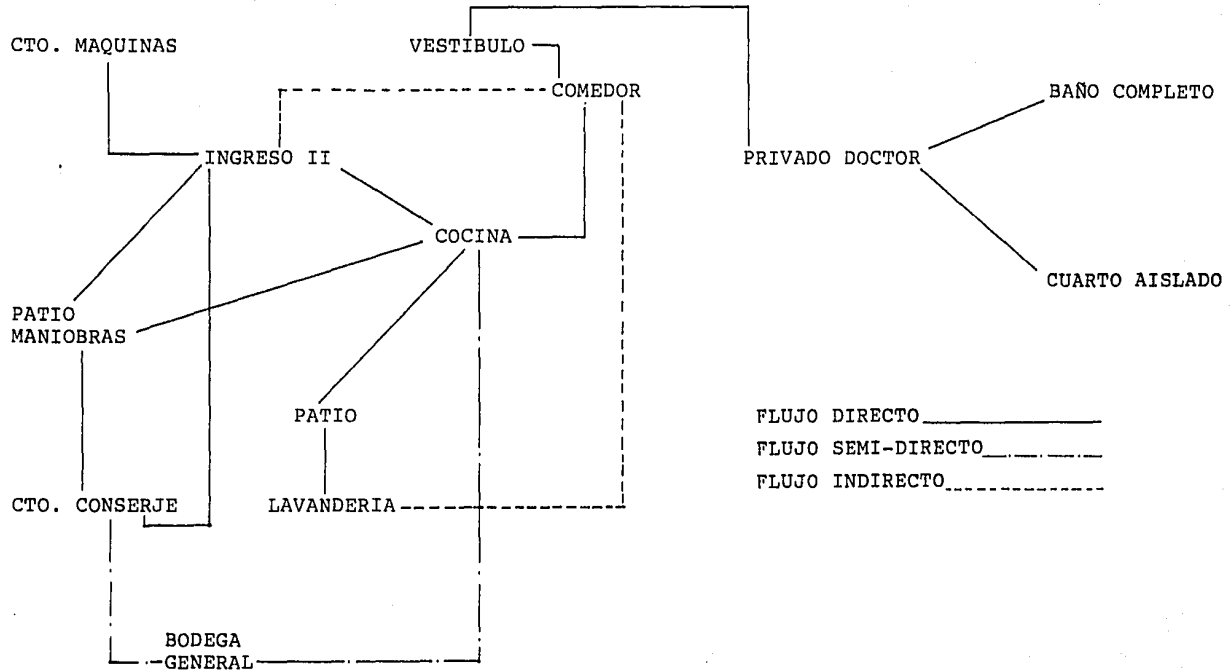 CTO. MAQUINAS
VESTIBULO
COMEDOR
BAÑO COMPLETO
INGRESO II
PRIVADO DOCTOR
COCINA
CUARTO AISLADO
PATIO
MANIOBRAS
PATIO
FLUJO DIRECTO
FLUJO SEMI-DIRECTO
FLUJO INDIRECTO
CTO. CONSERJE
LAVANDERIA
BODEGA
GENERAL